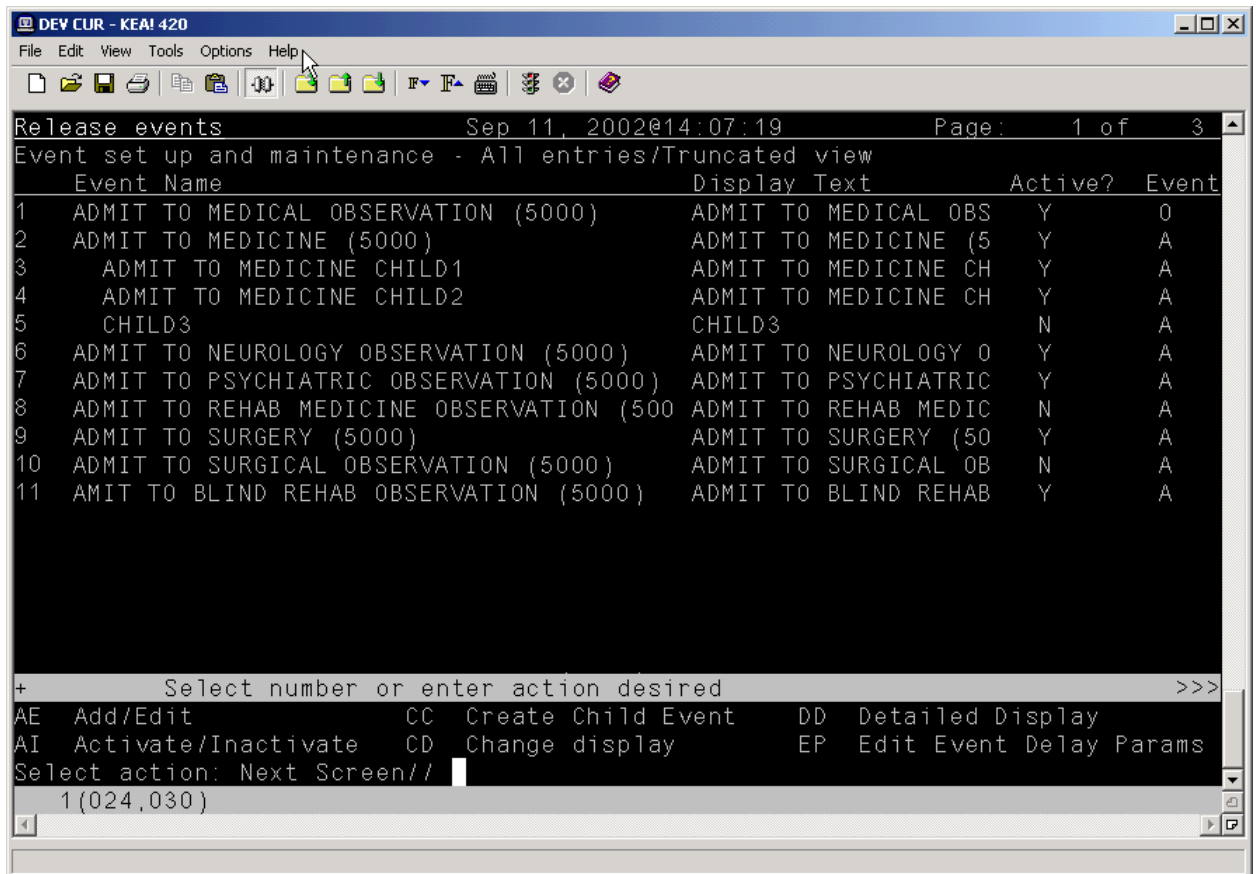 DEV CUR - KEA! 420
File Edit View Tools Options Help
Release events Sep 11, 2002@14:07:19 Page: 1 of 3
Event set up and maintenance - All entries/Truncated view
Event Name Display Text Active? Event
1 ADMIT TO MEDICAL OBSERVATION (5000) ADMIT TO MEDICAL OBS Y O
2 ADMIT TO MEDICINE (5000) ADMIT TO MEDICINE (5 Y A
3 ADMIT TO MEDICINE CHILD1 ADMIT TO MEDICINE CH Y A
4 ADMIT TO MEDICINE CHILD2 ADMIT TO MEDICINE CH Y A
5 CHILD3 CHILD3 N A
6 ADMIT TO NEUROLOGY OBSERVATION (5000) ADMIT TO NEUROLOGY O Y A
7 ADMIT TO PSYCHIATRIC OBSERVATION (5000) ADMIT TO PSYCHIATRIC Y A
8 ADMIT TO REHAB MEDICINE OBSERVATION (500 ADMIT TO REHAB MEDIC N A
9 ADMIT TO SURGERY (5000) ADMIT TO SURGERY (50 Y A
10 ADMIT TO SURGICAL OBSERVATION (5000) ADMIT TO SURGICAL OB N A
11 AMIT TO BLIND REHAB OBSERVATION (5000) ADMIT TO BLIND REHAB Y A
+ Select number or enter action desired >>>
AE Add/Edit CC Create Child Event DD Detailed Display
AI Activate/Inactivate CD Change display EP Edit Event Delay Params
Select action: Next Screen//
1(024,030)